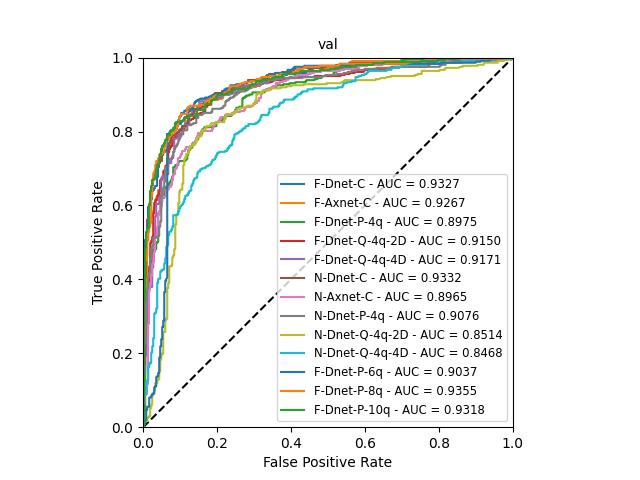 val
1.0
0.8
0.6
0.4
0.2
0.0
True Positive Rate
F-Dnet-C - AUC = 0.9327
F-Axnet-C - AUC = 0.9267
F-Dnet-P-4q - AUC = 0.8975
F-Dnet-Q-4q-2D - AUC = 0.9150
F-Dnet-Q-4q-4D - AUC = 0.9171
N-Dnet-C - AUC = 0.9332
N-Axnet-C - AUC = 0.8965
N-Dnet-P-4q - AUC = 0.9076
N-Dnet-Q-4q-2D - AUC = 0.8514
N-Dnet-Q-4q-4D - AUC = 0.8468
F-Dnet-P-6q - AUC = 0.9037
F-Dnet-P-8q - AUC = 0.9355
F-Dnet-P-10q - AUC = 0.9318
0.0 0.2 0.4 0.6 0.8 1.0
False Positive Rate